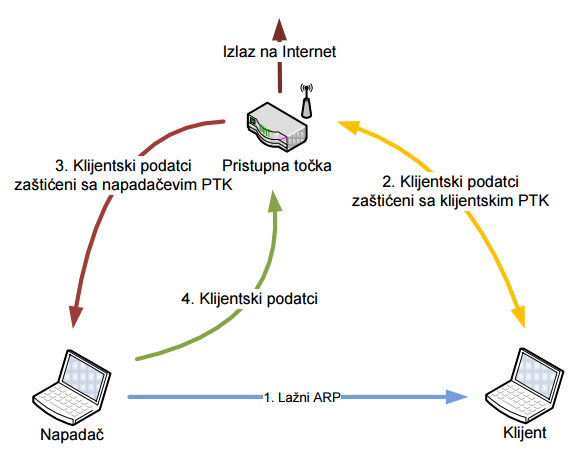 Izlaz na Internet
Pristupna točka
3. Klijentski podatci
zaštićeni sa napadačevim PTK
2. Klijentski podatci
zaštićeni sa klijentskim PTK
4. Klijentski podatci
1. Lažni ARP
Napadač
Klijent